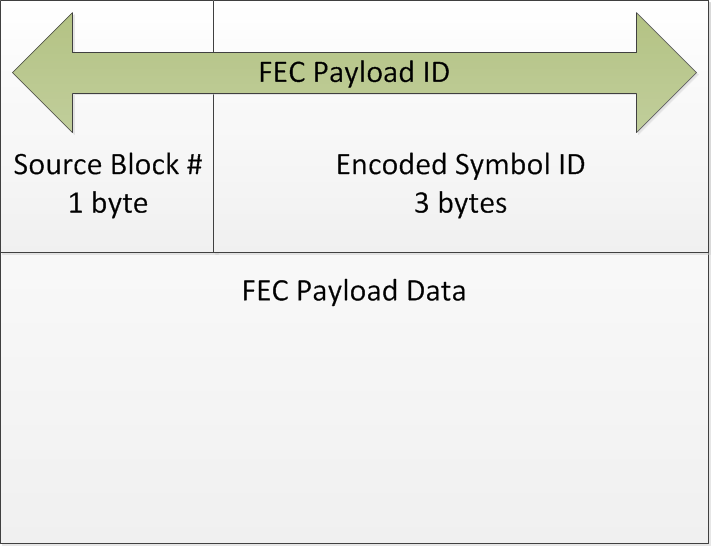 FEC Payload ID
Source Block #
1 byte
Encoded Symbol ID
3 bytes
FEC Payload Data